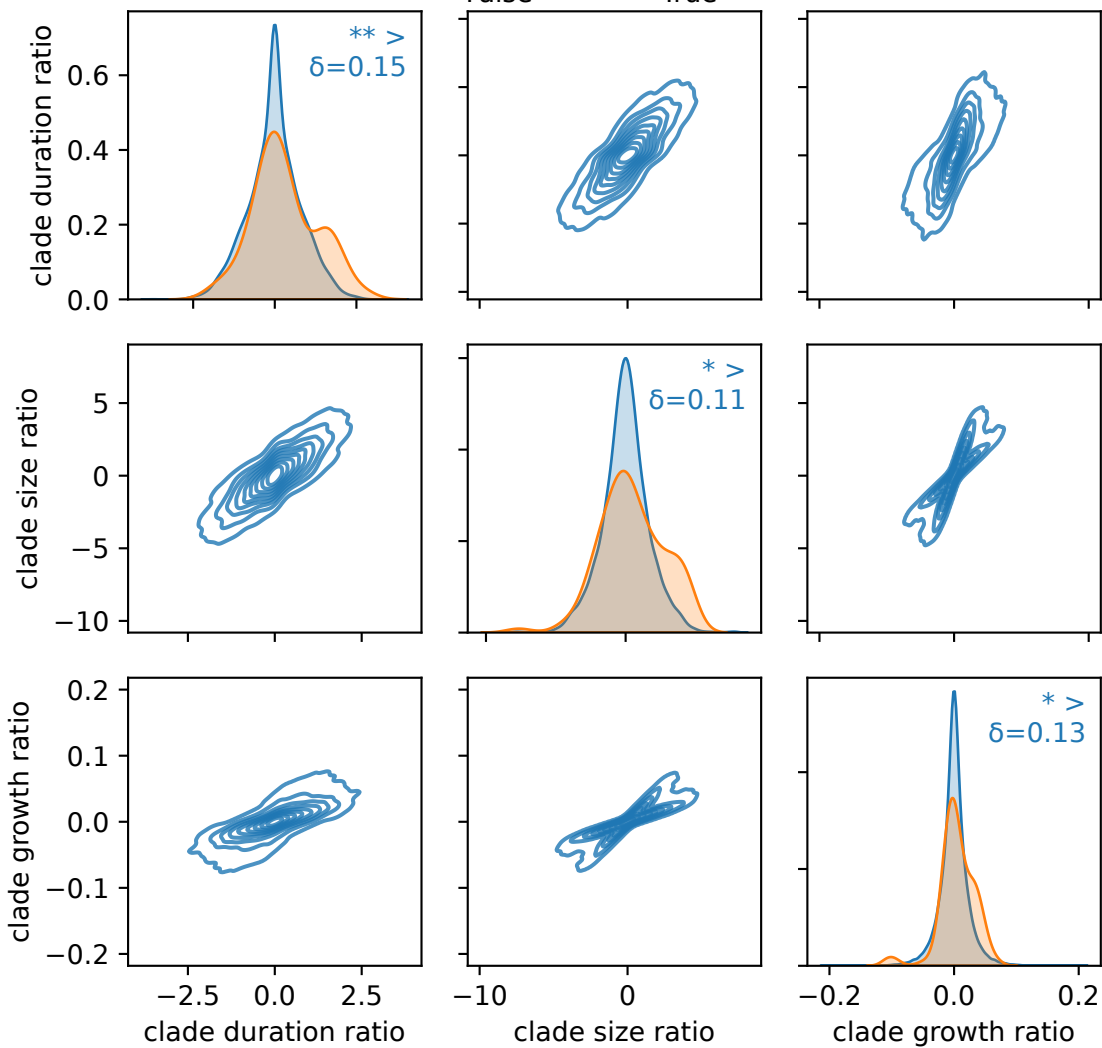 True
clade duration ratio
0.6
0.4
0.2
0.0
** >
δ=0.15
clade size ratio
5
0
−5
−10
* >
δ=0.11
clade growth ratio
0.2
0.1
0.0
−0.1
−0.2
* >
δ=0.13
−2.5
0.0
2.5
−10
0
−0.2
0.0
0.2
clade duration ratio
clade size ratio
clade growth ratio